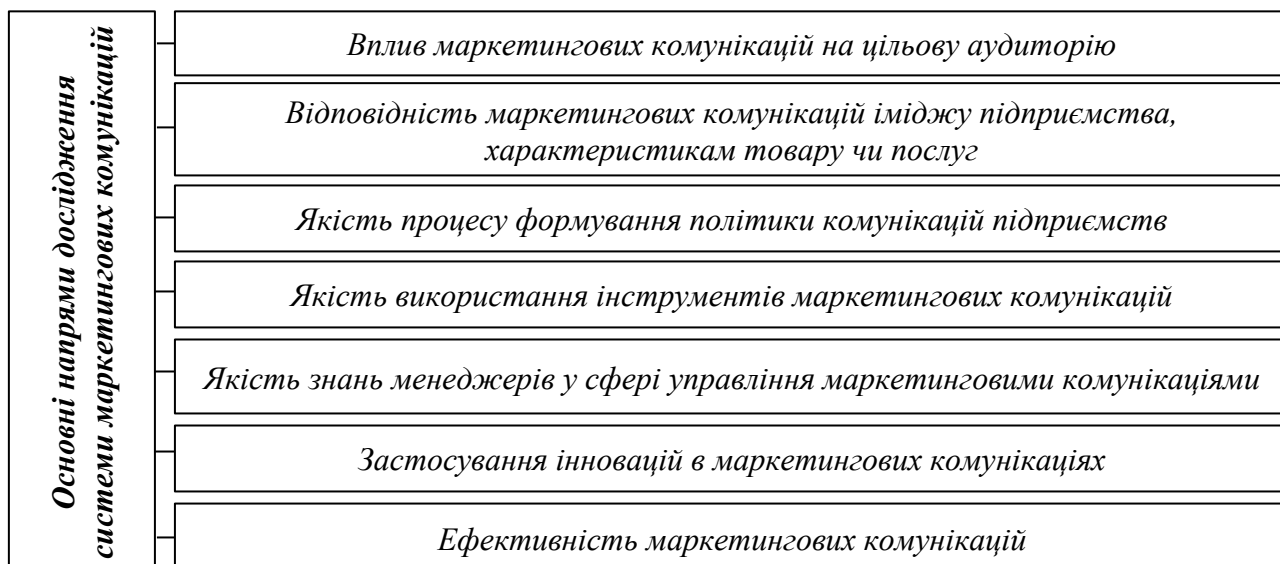 Основні напрями дослідження
системи маркетингових комунікацій
Вплив маркетингових комунікацій на цільову аудиторію
Відповідність маркетингових комунікацій іміджу підприємства,
характеристикам товару чи послуг
Якість процесу формування політики комунікацій підприємств
Якість використання інструментів маркетингових комунікацій
Якість знань менеджерів у сфері управління маркетинговими комунікаціями
Застосування інновацій в маркетингових комунікаціях
Ефективність маркетингових комунікацій